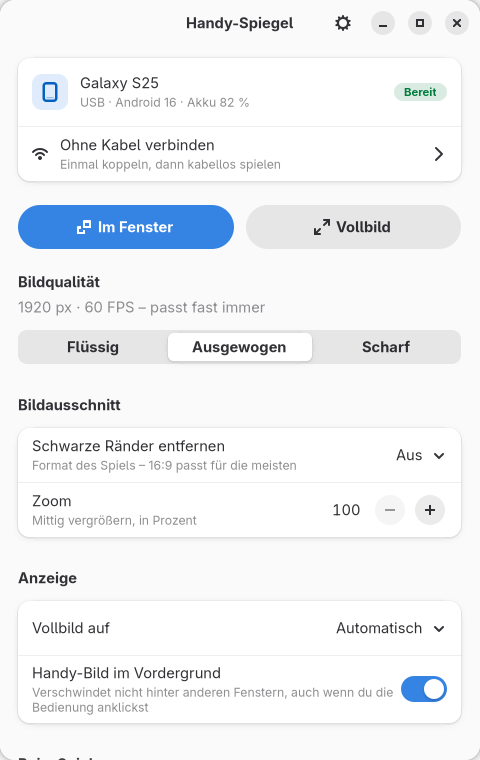 Handy-Spiegel
Galaxy S25
USB · Android 16 · Akku 82 %
Bereit
Ohne Kabel verbinden
Einmal koppeln, dann kabellos spielen
Im Fenster
Vollbild
Bildqualität
1920 px · 60 FPS – passt fast immer
Flüssig
Ausgewogen
Scharf
Bildausschnitt
Schwarze Ränder entfernen
Format des Spiels – 16:9 passt für die meisten
Aus
Zoom
Mittig vergrößern, in Prozent
100
Anzeige
Vollbild auf
Automatisch
Handy-Bild im Vordergrund
Verschwindet nicht hinter anderen Fenstern, auch wenn du die
Bedienung anklickst